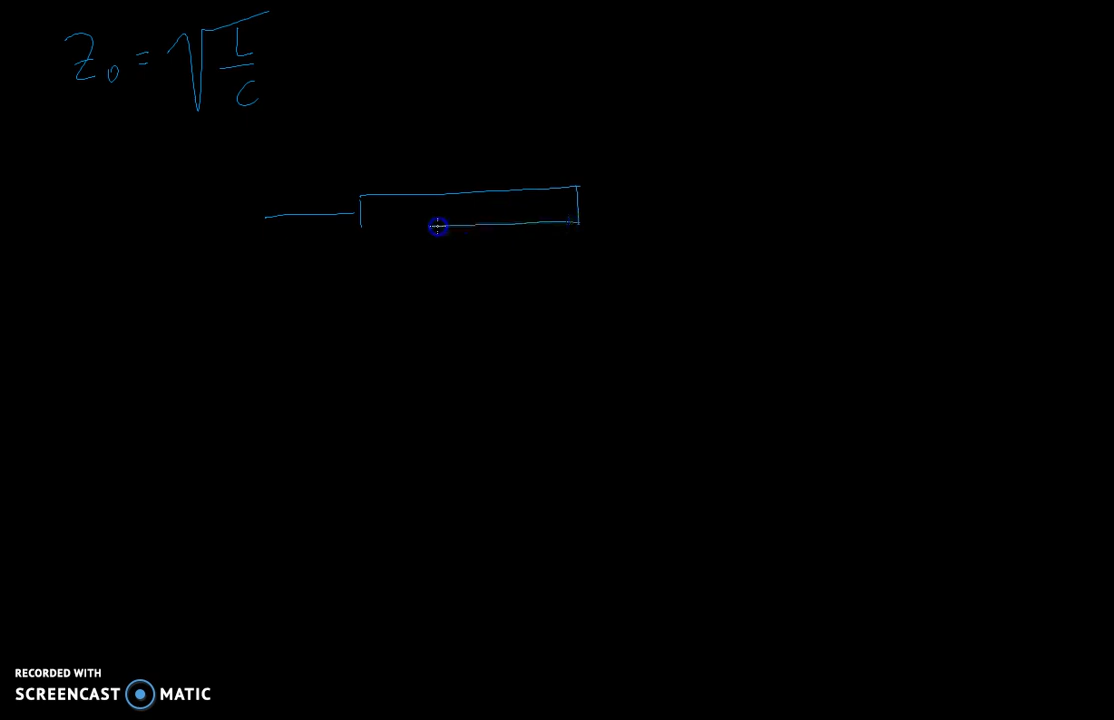 Z₀ = √(L/C)
RECORDED WITH
SCREENCAST MATIC